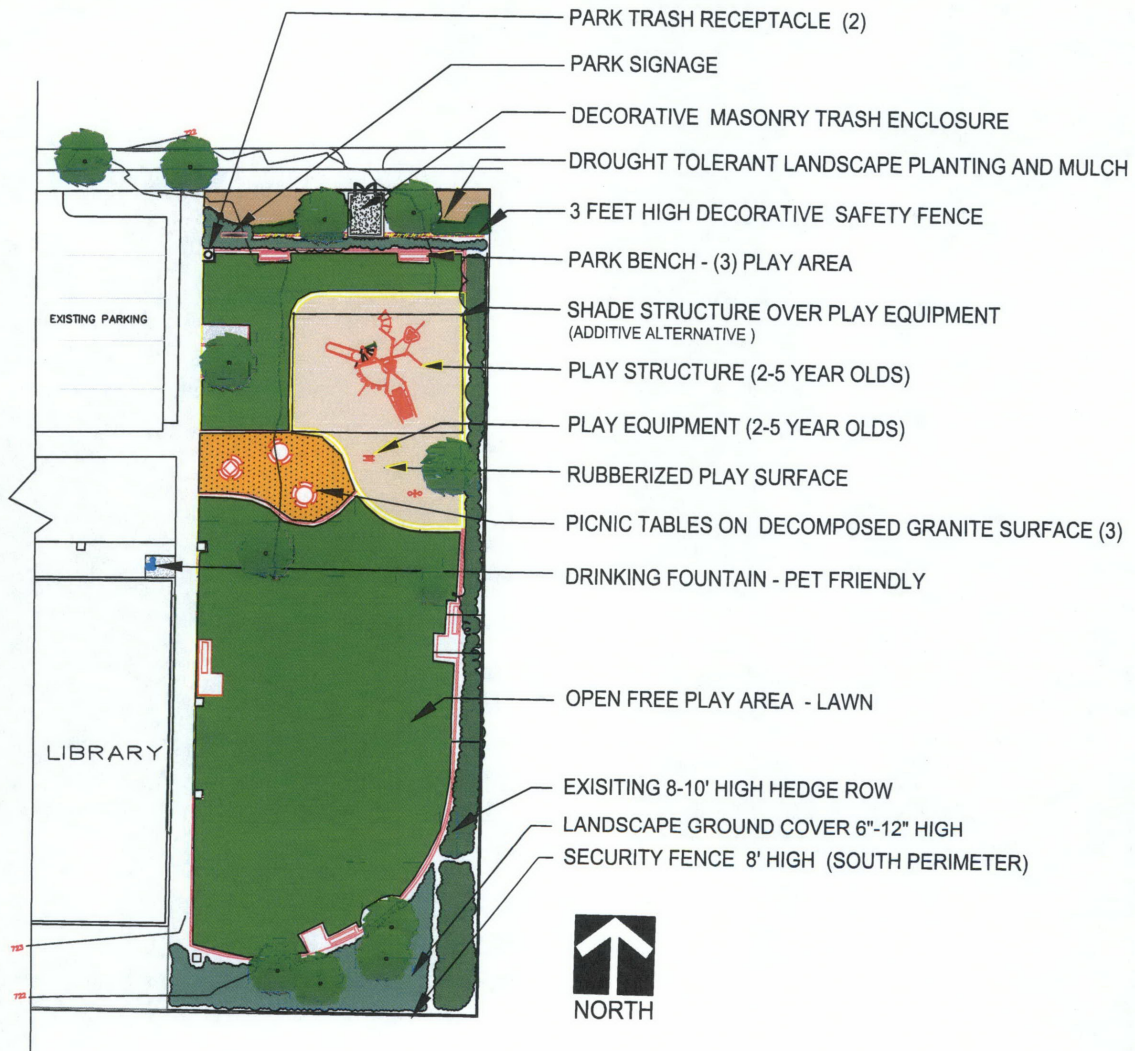 PARK TRASH RECEPTACLE (2)
PARK SIGNAGE
DECORATIVE MASONRY TRASH ENCLOSURE
DROUGHT TOLERANT LANDSCAPE PLANTING AND MULCH
722
3 FEET HIGH DECORATIVE SAFETY FENCE
PARK BENCH - (3) PLAY AREA
SHADE STRUCTURE OVER PLAY EQUIPMENT
(ADDITIVE ALTERNATIVE )
EXISTING PARKING
PLAY STRUCTURE (2-5 YEAR OLDS)
PLAY EQUIPMENT (2-5 YEAR OLDS)
RUBBERIZED PLAY SURFACE
PICNIC TABLES ON DECOMPOSED GRANITE SURFACE (3)
DRINKING FOUNTAIN - PET FRIENDLY
OPEN FREE PLAY AREA - LAWN
LIBRARY
EXISITING 8-10' HIGH HEDGE ROW
LANDSCAPE GROUND COVER 6"-12" HIGH
SECURITY FENCE 8' HIGH (SOUTH PERIMETER)
723
722
NORTH